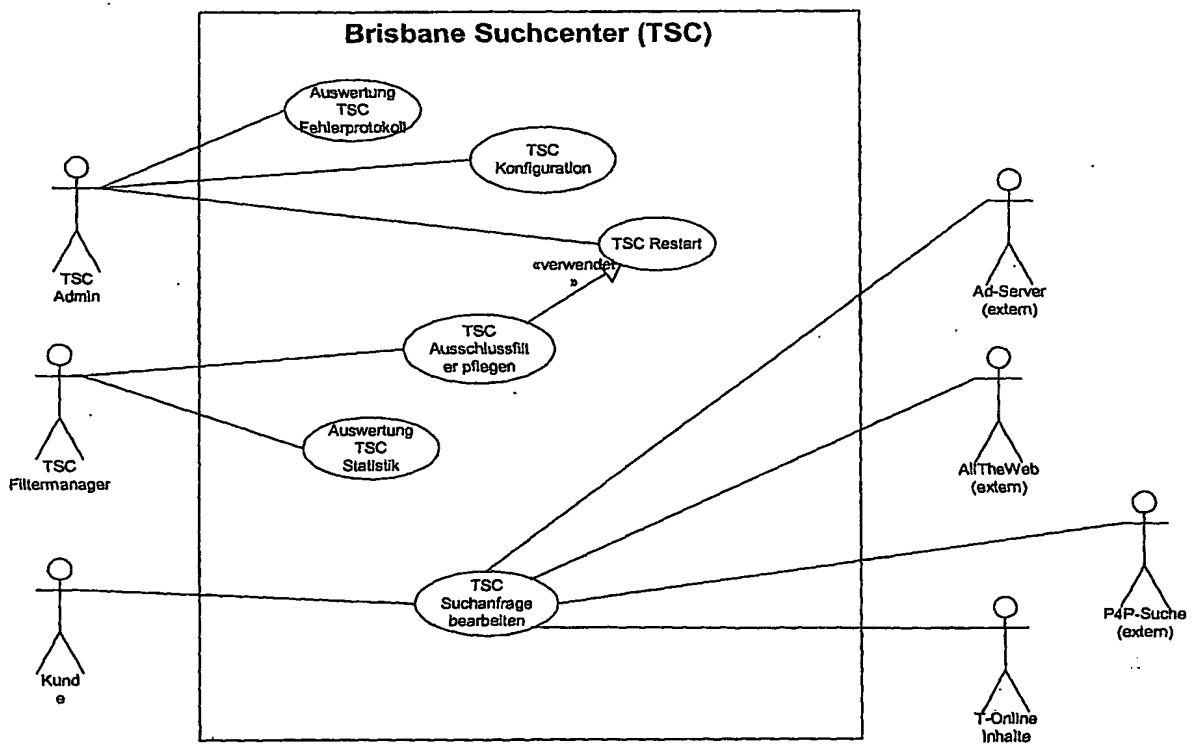 Brisbane Suchcenter (TSC)
Auswertung
TSC
Fehlerprotokoll
TSC
Konfiguration
TSC Restart
«verwendet
»
TSC
Admin
Ad-Server
(extern)
TSC
Ausschlussfilt
er pflegen
Auswertung
TSC
Statistik
TSC
Filtermanager
AllTheWeb
(extern)
TSC
Suchanfrage
bearbeiten
P4P-Suche
(extern)
Kund
e
T-Online
Inhalte